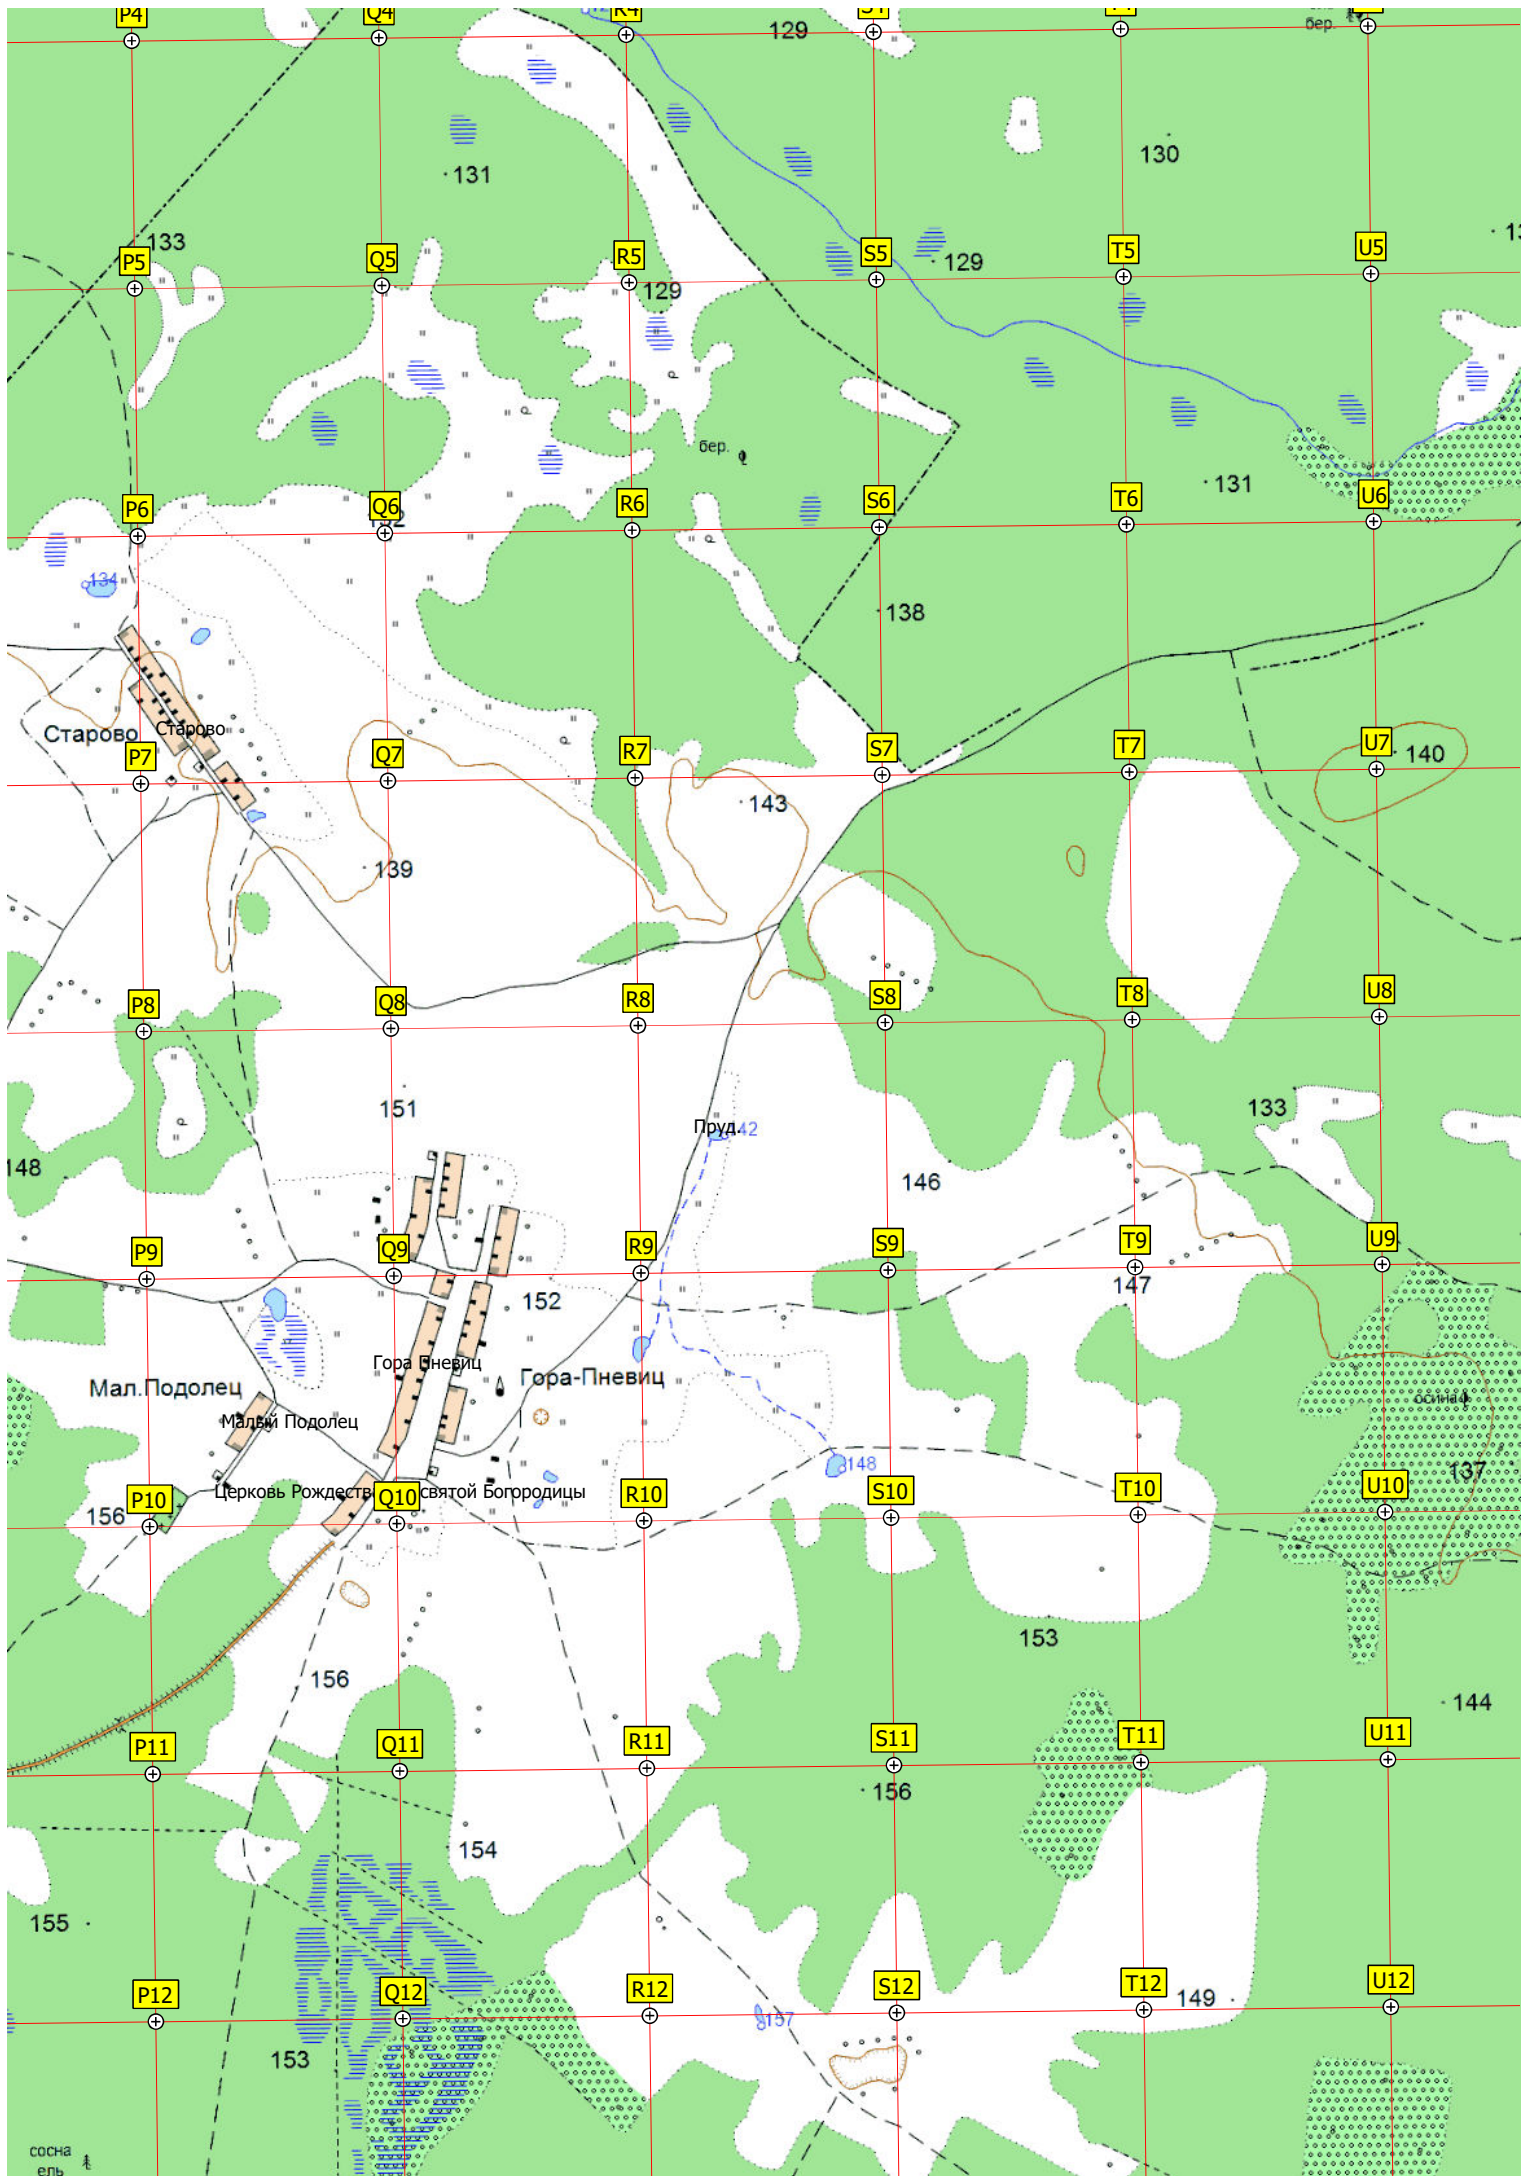 P4
Q4
R4
129
бер.
131
130
133
P5
Q5
R5
S5
T5
U5
129
129
бер.
P6
Q6
R6
S6
T6
U6
131
134
138
Старово
Старово
P7
Q7
R7
S7
T7
U7
140
143
139
P8
Q8
R8
S8
T8
U8
151
133
Пруд.
148
146
P9
Q9
R9
S9
T9
U9
152
147
Гора Пневиц
Гора-Пневиц
Мал.Подолец
Малый Подолец
осина
148
137
Церковь Рождеств святой Богородицы
P10
Q10
R10
S10
T10
U10
156
153
156
144
P11
Q11
R11
S11
T11
U11
156
154
155
P12
Q12
R12
S12
T12
U12
149
157
153
сосна
ель